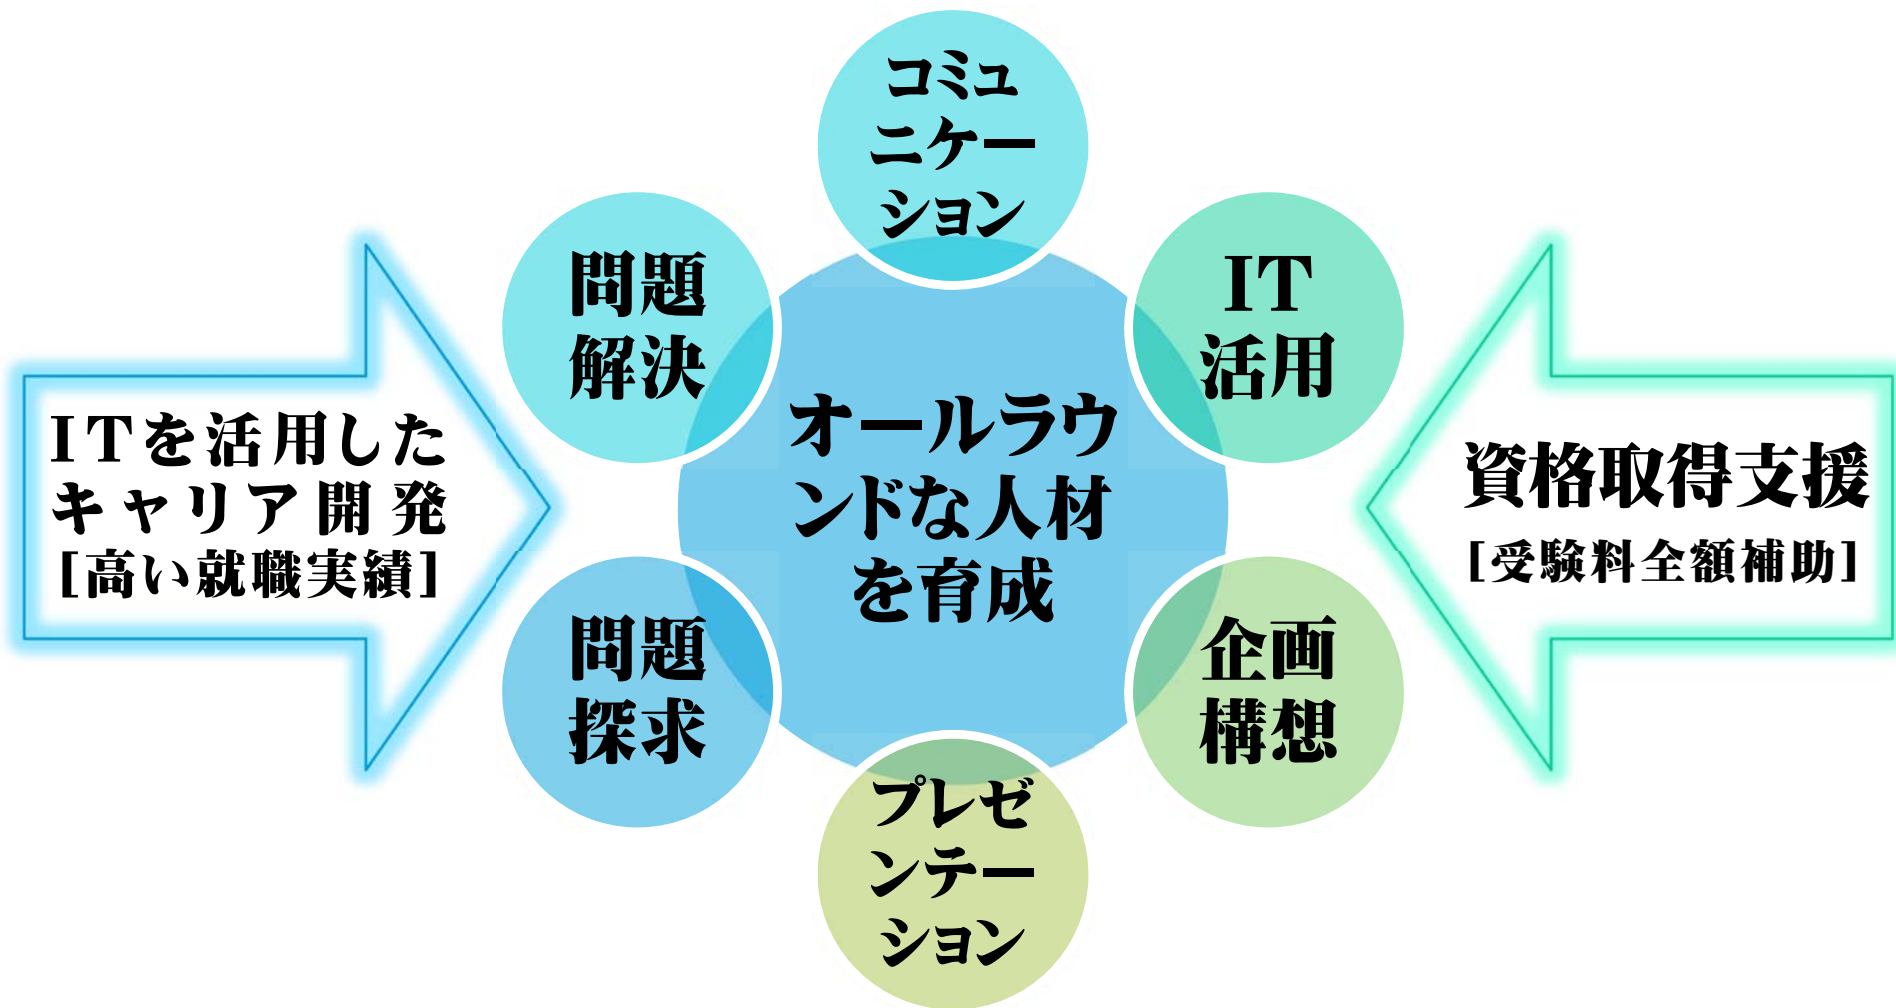 コミュ
ニケー
ション
問題
解決
IT
活用
ITを活用した
キャリア開発
[高い就職実績]
オールラウ
ンドな人材
を育成
資格取得支援
[受験料全額補助]
問題
探求
企画
構想
プレゼ
ンテー
ション